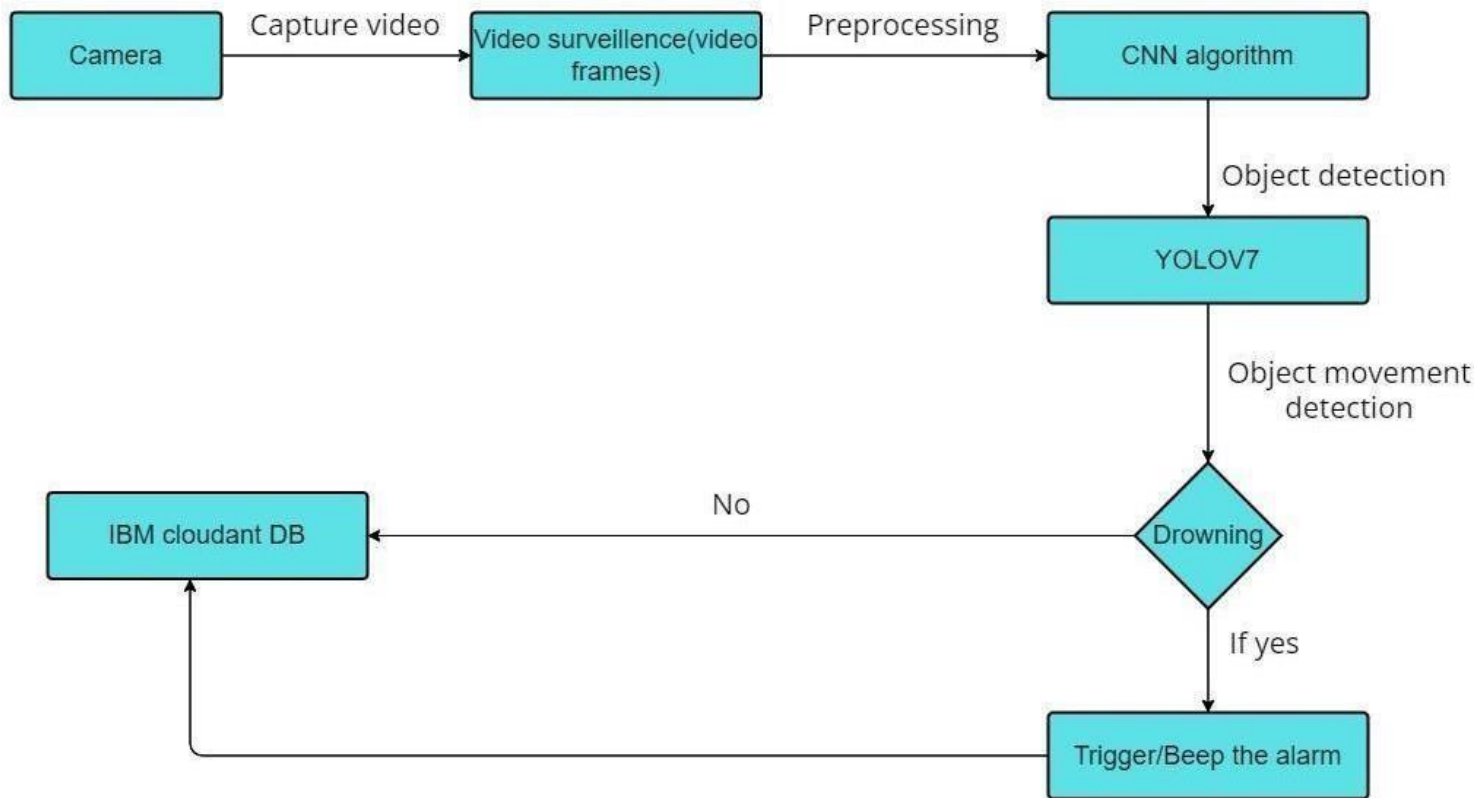 Camera
Capture video
Video surveillence(video
frames)
Preprocessing
CNN algorithm
Object detection
YOLOV7
Object movement
detection
Drowning
No
IBM cloudant DB
If yes
Trigger/Beep the alarm